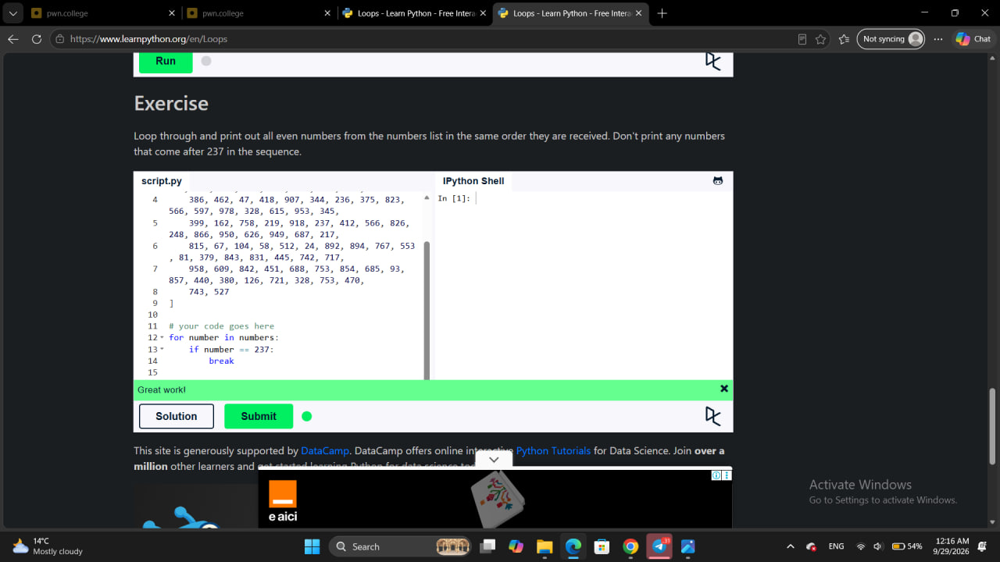 pwn.college
pwn.college
Loops - Learn Python - Free Intera
Loops - Learn Python - Free Intera
https://www.learnpython.org/en/Loops
Not syncing
Chat
Run
Exercise
Loop through and print out all even numbers from the numbers list in the same order they are received. Don't print any numbers
that come after 237 in the sequence.
script.py
IPython Shell
4 386, 462, 47, 418, 907, 344, 236, 375, 823,
566, 597, 978, 328, 615, 953, 345,
5 399, 162, 758, 219, 918, 237, 412, 566, 826,
248, 866, 950, 626, 949, 687, 217,
6 815, 67, 104, 58, 512, 24, 892, 894, 767, 553
, 81, 379, 843, 831, 445, 742, 717,
7 958, 609, 842, 451, 688, 753, 854, 685, 93,
857, 440, 380, 126, 721, 328, 753, 470,
8 743, 527
9 ]
10
11 # your code goes here
12 for number in numbers:
13 if number == 237:
14 break
15
In [1]:
Great work!
Solution
Submit
This site is generously supported by DataCamp. DataCamp offers online interactive Python Tutorials for Data Science. Join over a
million other learners and get started learning Python for data science
e aici
Activate Windows
Go to Settings to activate Windows.
14°C
Mostly cloudy
Search
31
ENG
54%
12:16 AM
9/29/2026